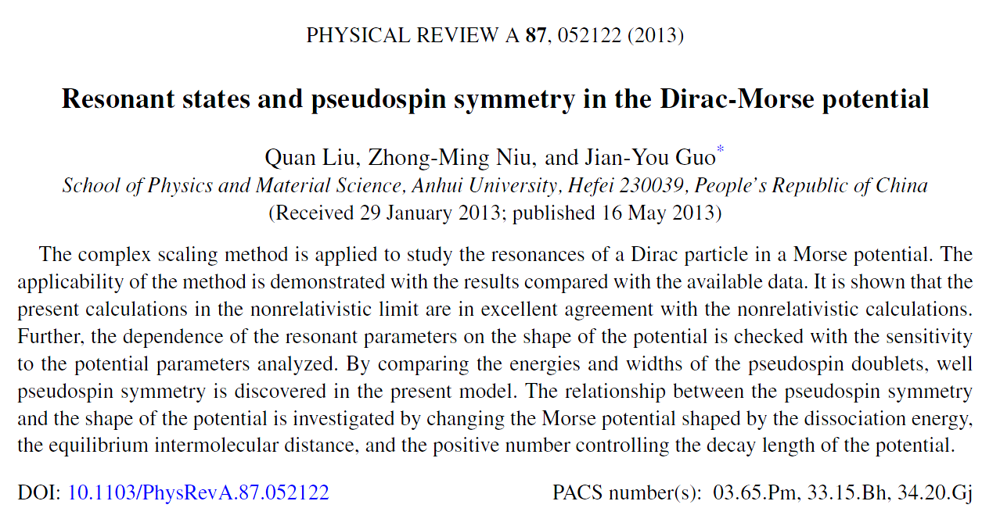 PHYSICAL REVIEW A 87, 052122 (2013)
Resonant states and pseudospin symmetry in the Dirac-Morse potential
Quan Liu, Zhong-Ming Niu, and Jian-You Guo*
School of Physics and Material Science, Anhui University, Hefei 230039, People's Republic of China
(Received 29 January 2013; published 16 May 2013)
The complex scaling method is applied to study the resonances of a Dirac particle in a Morse potential. The
applicability of the method is demonstrated with the results compared with the available data. It is shown that the
present calculations in the nonrelativistic limit are in excellent agreement with the nonrelativistic calculations.
Further, the dependence of the resonant parameters on the shape of the potential is checked with the sensitivity
to the potential parameters analyzed. By comparing the energies and widths of the pseudospin doublets, well
pseudospin symmetry is discovered in the present model. The relationship between the pseudospin symmetry
and the shape of the potential is investigated by changing the Morse potential shaped by the dissociation energy,
the equilibrium intermolecular distance, and the positive number controlling the decay length of the potential.
DOI: 10.1103/PhysRevA.87.052122 PACS number(s): 03.65.Pm, 33.15.Bh, 34.20.Gj